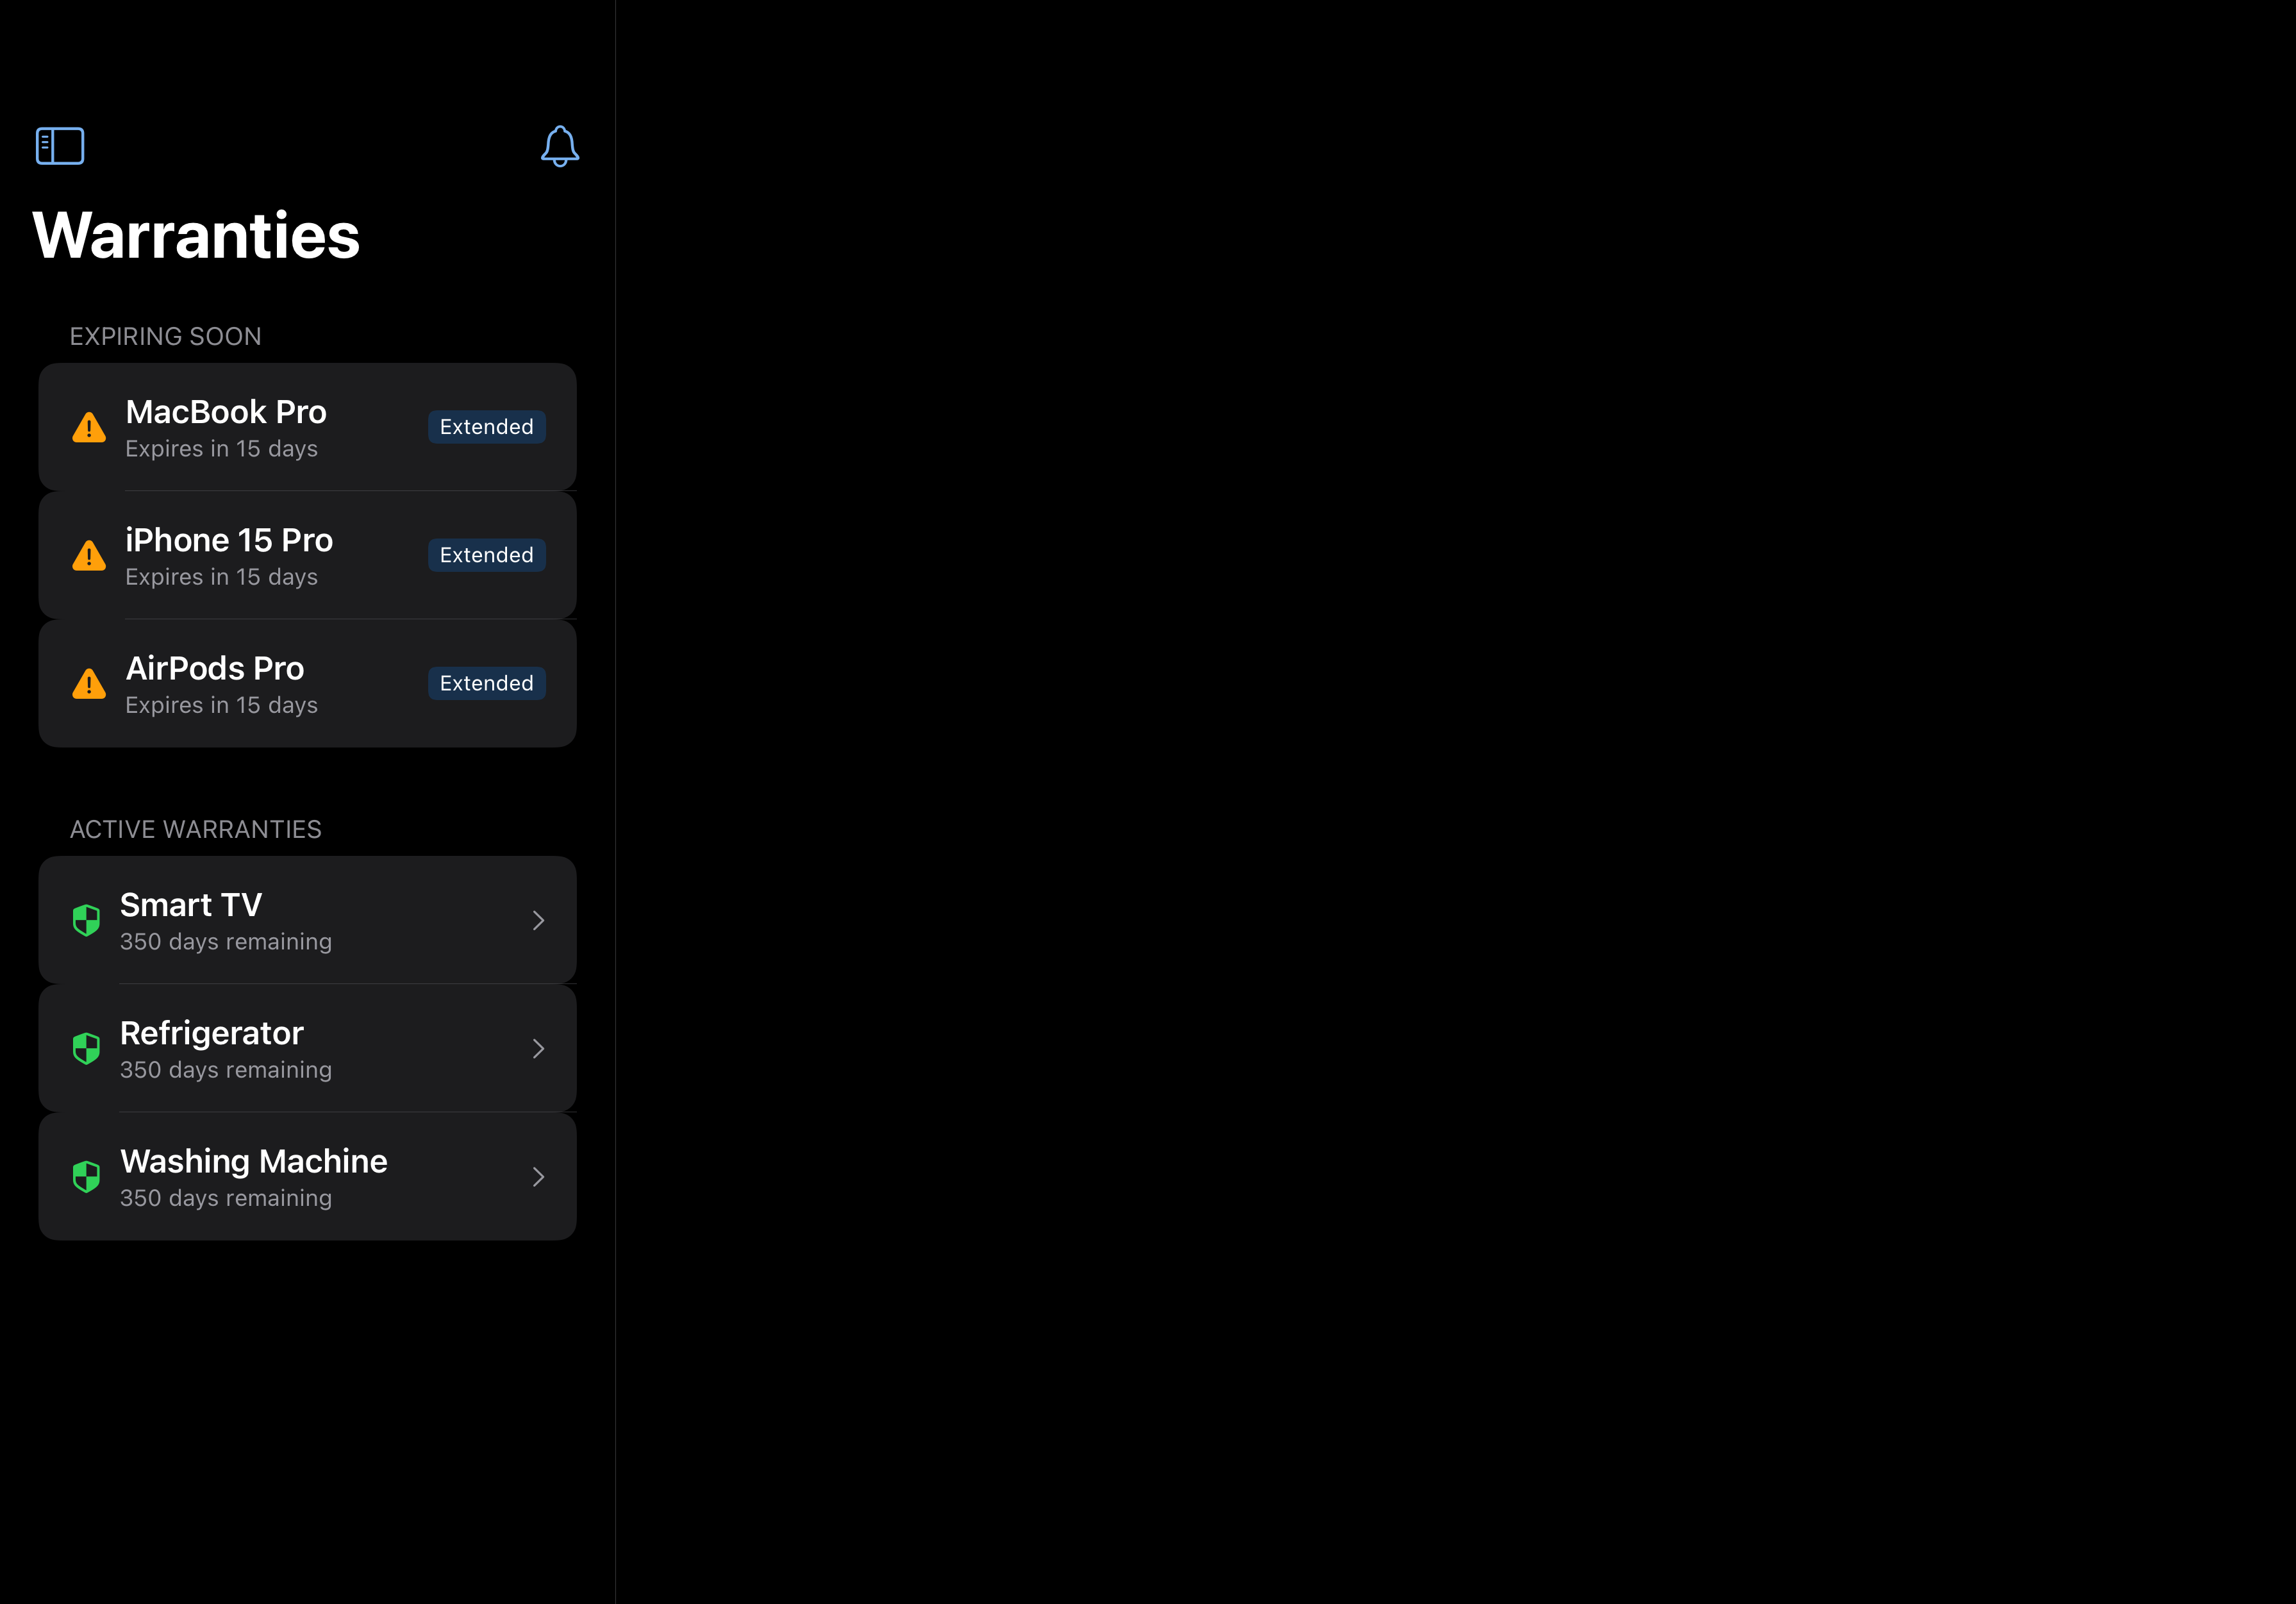 Warranties
EXPIRING SOON
MacBook Pro
Expires in 15 days
Extended
iPhone 15 Pro
Expires in 15 days
Extended
AirPods Pro
Expires in 15 days
Extended
ACTIVE WARRANTIES
Smart TV
350 days remaining
Refrigerator
350 days remaining
Washing Machine
350 days remaining